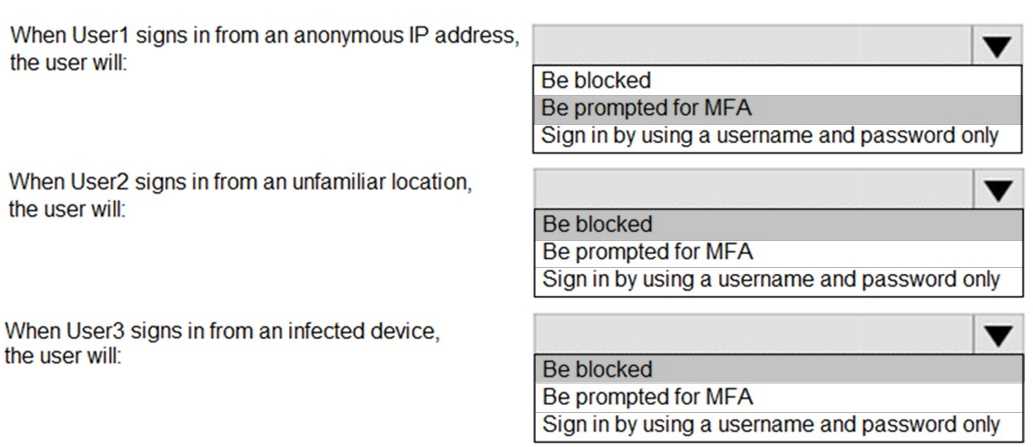 When User1 signs in from an anonymous IP address,
the user will:
Be blocked
Be prompted for MFA
Sign in by using a username and password only
When User2 signs in from an unfamiliar location,
the user will:
Be blocked
Be prompted for MFA
Sign in by using a username and password only
When User3 signs in from an infected device,
the user will:
Be blocked
Be prompted for MFA
Sign in by using a username and password only